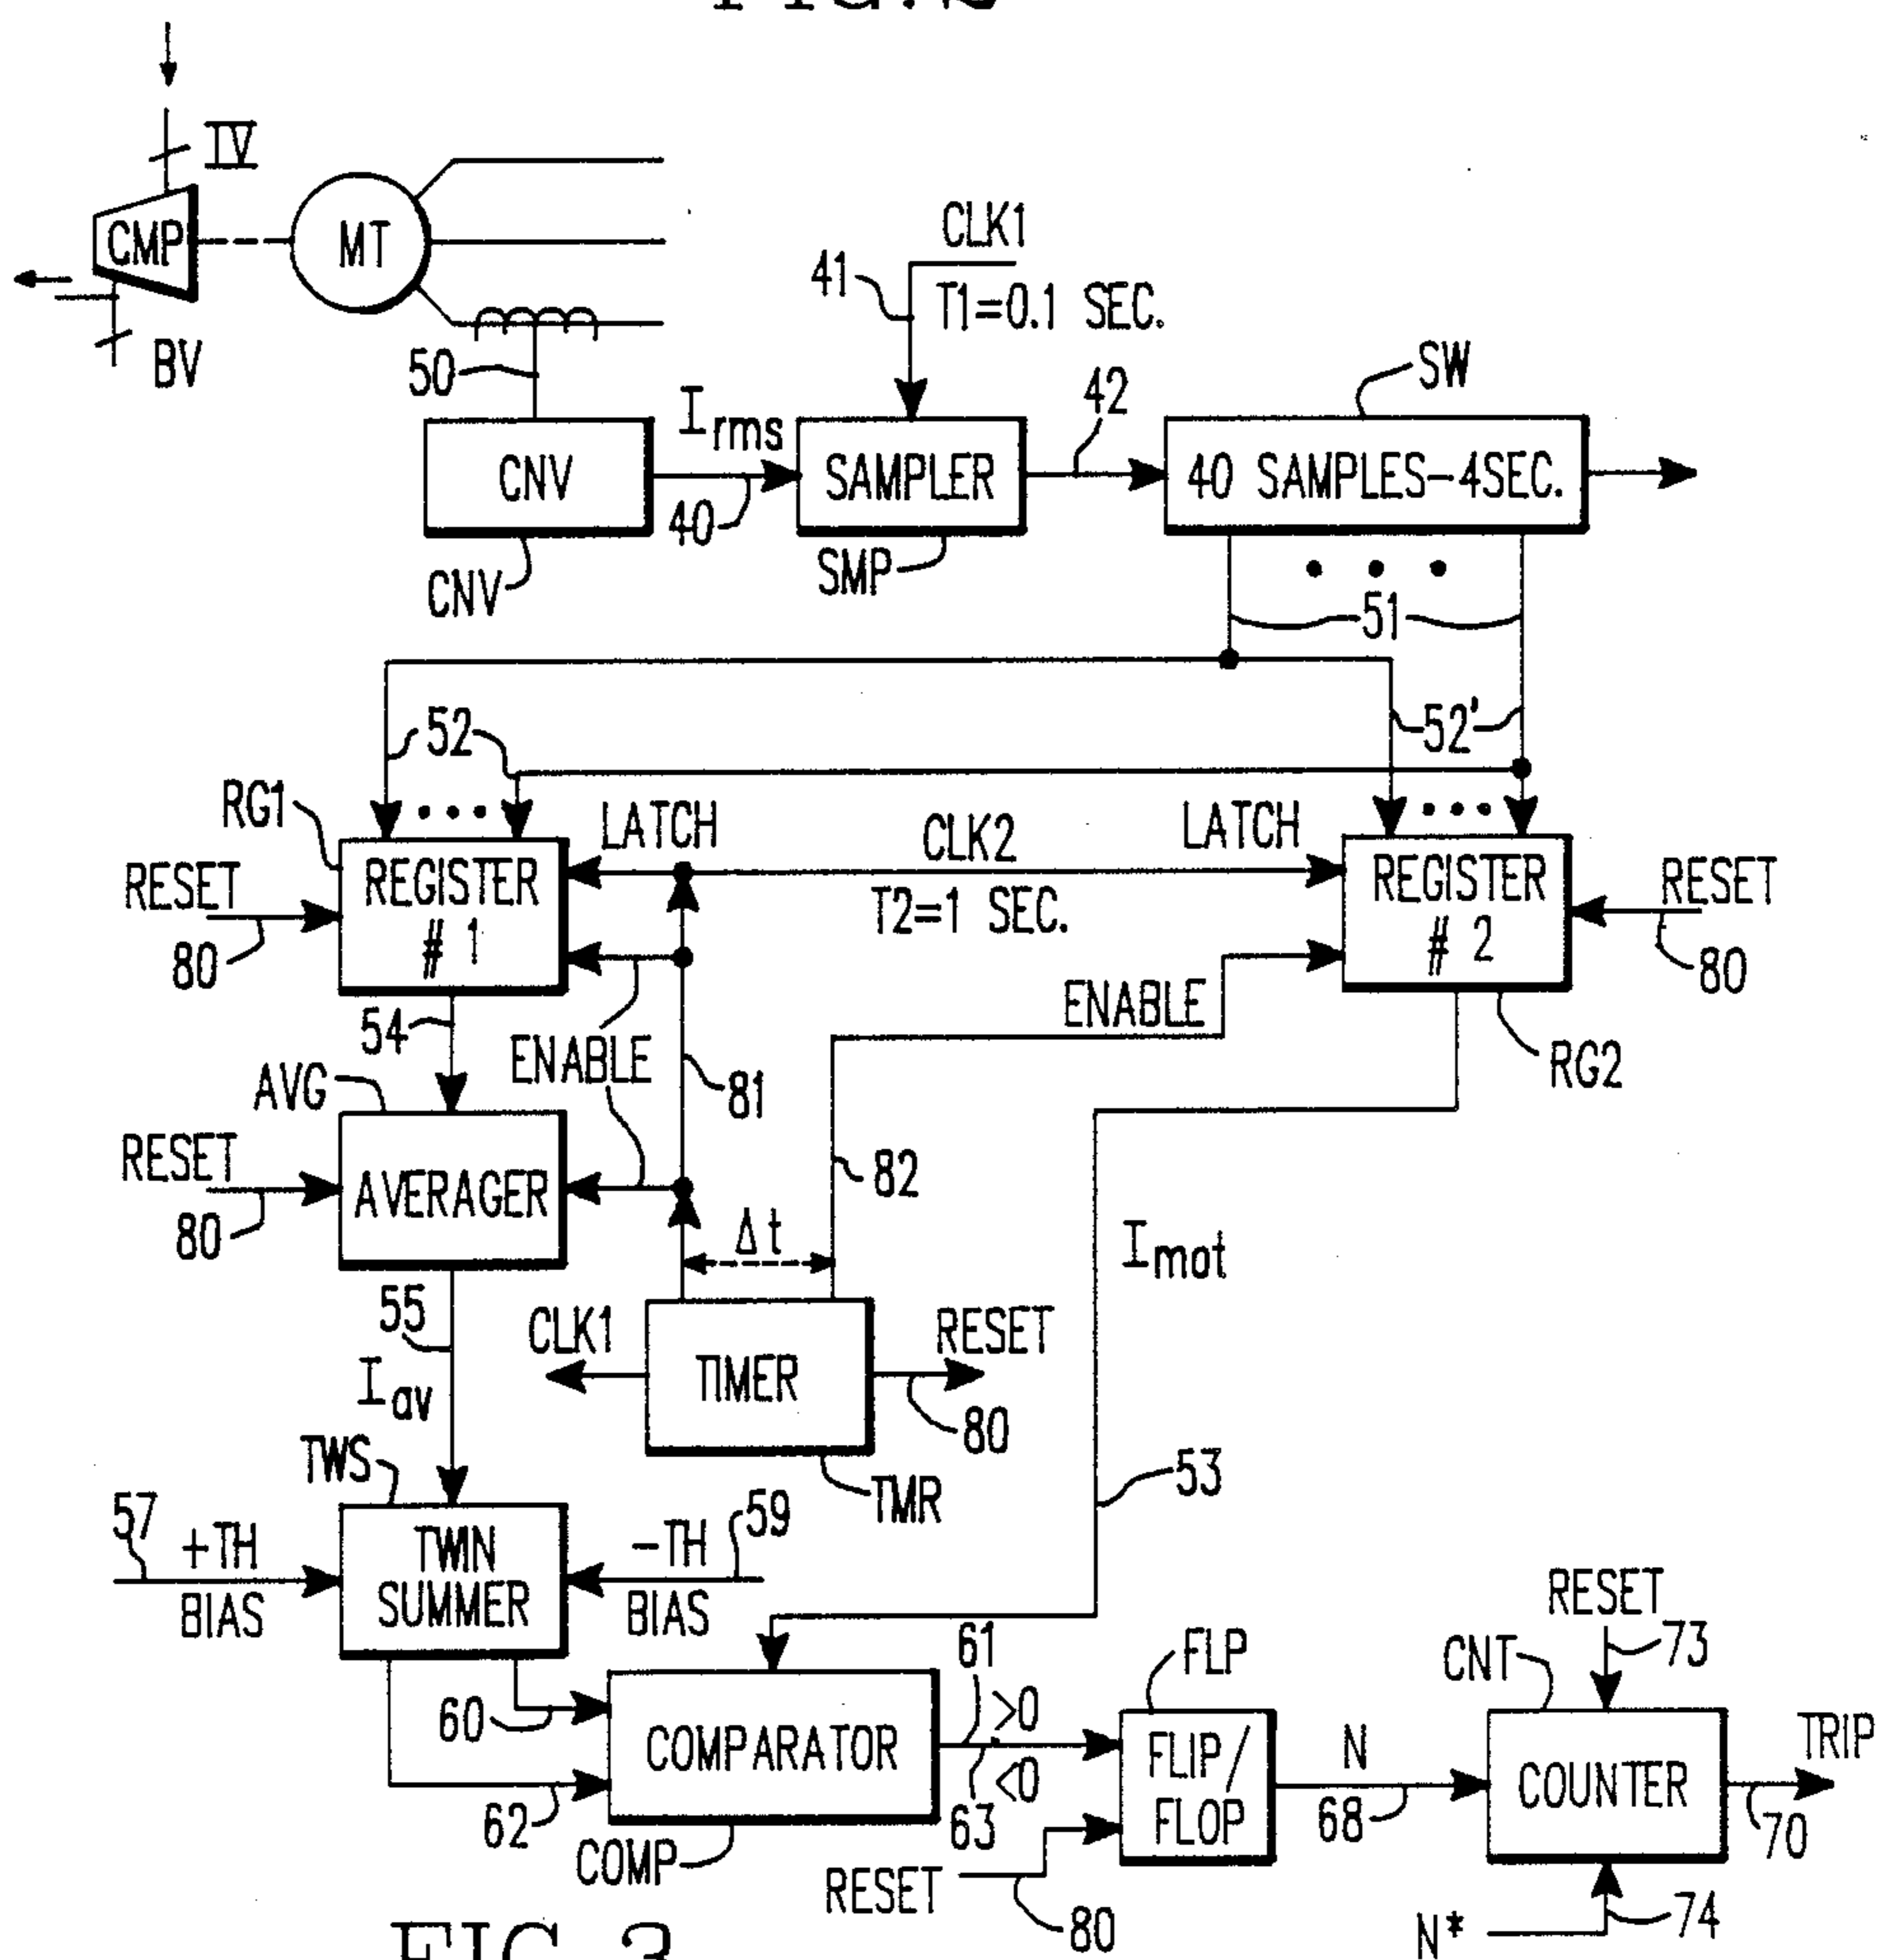 IV
CMP
MT
BV
CLK1
41
T1=0.1 SEC.
50
SW
42
Irms
CNV
SAMPLER
40 SAMPLES-4SEC.
40
CNV
SMP
51
52
52'
RG1
LATCH
CLK2
LATCH
REGISTER
# 1
REGISTER
# 2
RESET
T2=1 SEC.
RESET
80
80
54
ENABLE
ENABLE
RG2
AVG
81
RESET
AVERAGER
82
80
Δt
Imot
55
CLK1
RESET
TIMER
Iav
80
TWS
TMR
53
57
+TH
BIAS
TWIN
SUMMER
-TH
BIAS
59
RESET
73
61
FLP
CNT
60
>0
COMPARATOR
FLIP/
FLOP
N
COUNTER
TRIP
<0
62
63
68
70
COMP
RESET
80
N*
74
FIG. 3